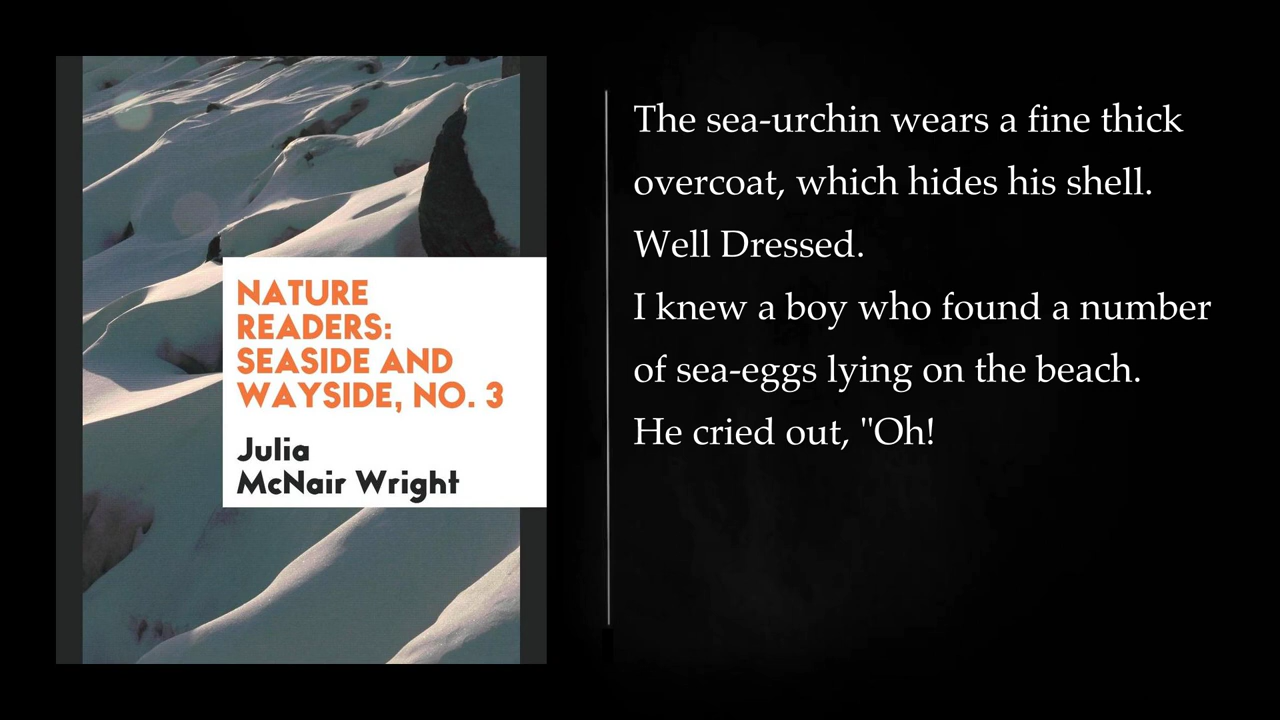 NATURE
READERS:
SEASIDE AND
WAYSIDE, NO. 3
Julia
McNair Wright
The sea-urchin wears a fine thick
overcoat, which hides his shell.
Well Dressed.
I knew a boy who found a number
of sea-eggs lying on the beach.
He cried out, "Oh!